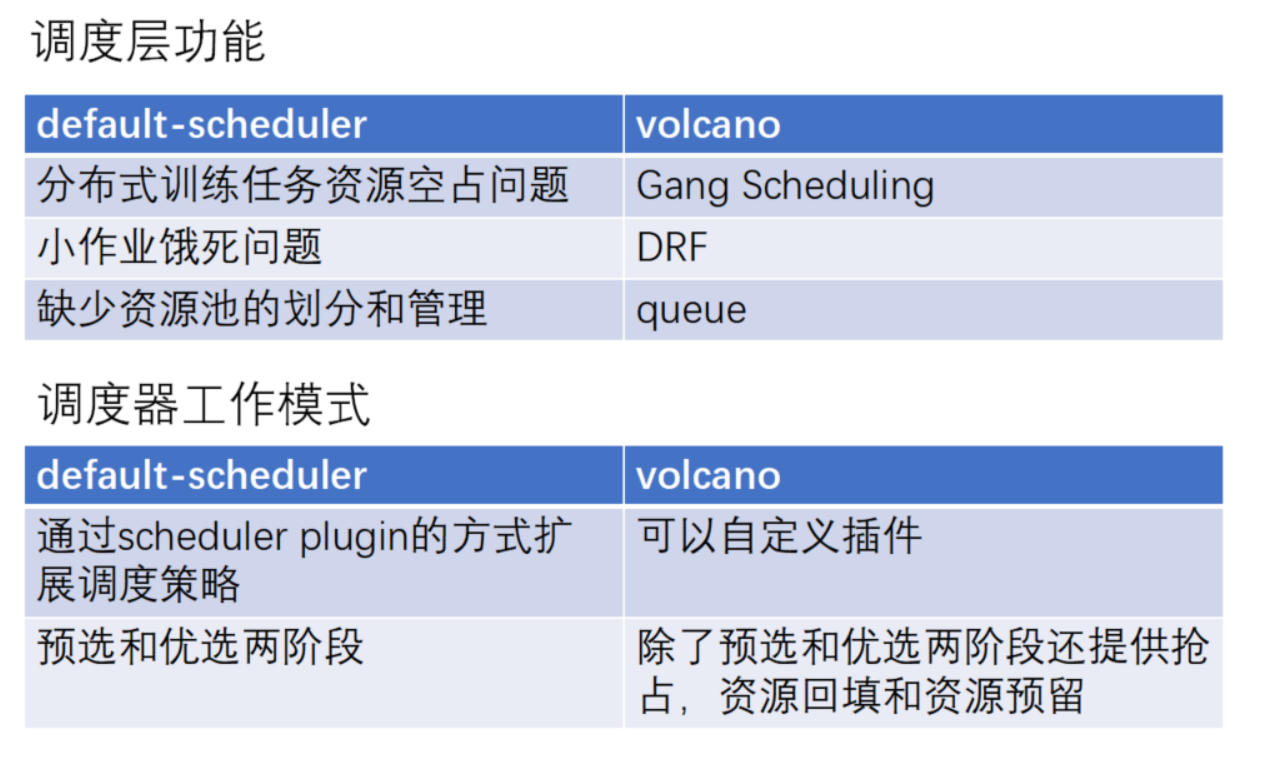 调度层功能
default-scheduler
volcano
分布式训练任务资源空占问题
Gang Scheduling
小作业饿死问题
DRF
缺少资源池的划分和管理
queue
调度器工作模式
default-scheduler
volcano
通过scheduler plugin的方式扩
展调度策略
可以自定义插件
预选和优选两阶段
除了预选和优选两阶段还提供抢
占，资源回填和资源预留